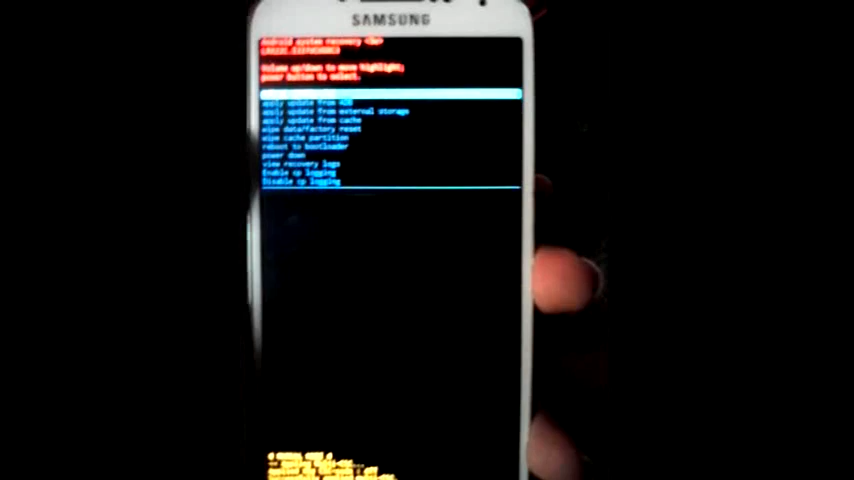 SAMSUNG
Android system recovery <3e>
Volume up/down to move highlight;
power button to select.
apply update from ADB
apply update from external storage
apply update from cache
wipe data/factory reset
wipe cache partition
reboot to bootloader
power down
view recovery logs
Enable cp logging
Disable cp logging
# MANUAL MODE #